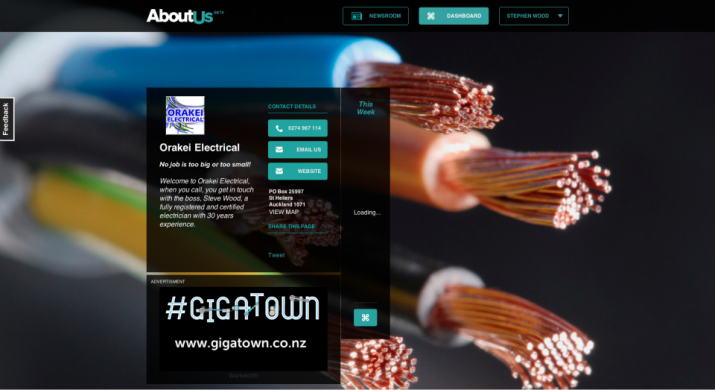 AboutUs BETA
NEWSROOM
DASHBOARD
STEPHEN WOOD
Feedback
ORAKEI
ELECTRICAL
Orakei Electrical
No job is too big or too small!
Welcome to Orakei Electrical,
when you call, you get in touch
with the boss, Steve Wood, a
fully registered and certified
electrician with 30 years
experience.
CONTACT DETAILS
0274 967 114
EMAIL US
WEBSITE
PO Box 25997
St Heliers
Auckland 1071
VIEW MAP
SHARE THIS PAGE
Tweet
This
Week
Loading...
ADVERTISMENT
#GIGATOWN
www.gigatown.co.nz